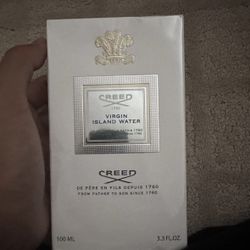 CREED
1760
VIRGIN
ISLAND WATER
CREED
DE PÈRE EN FILS DEPUIS 1760
FROM FATHER TO SON SINCE 1760
100 ML 3.3 FL.OZ.